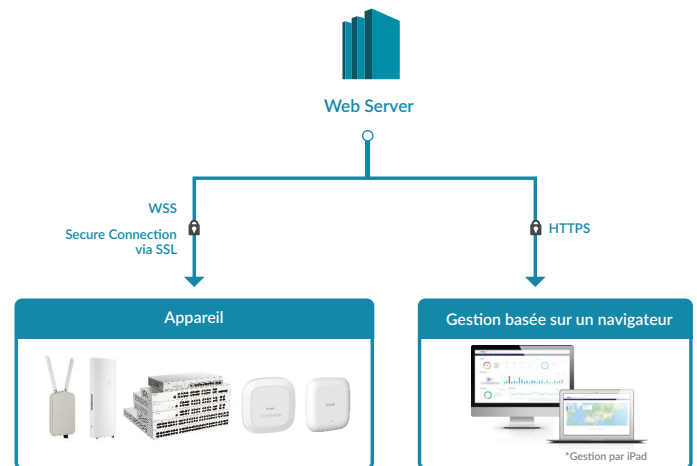 Web Server
WSS
Secure Connection
via SSL
HTTPS
Appareil
Gestion basée sur un navigateur
*Gestion par iPad